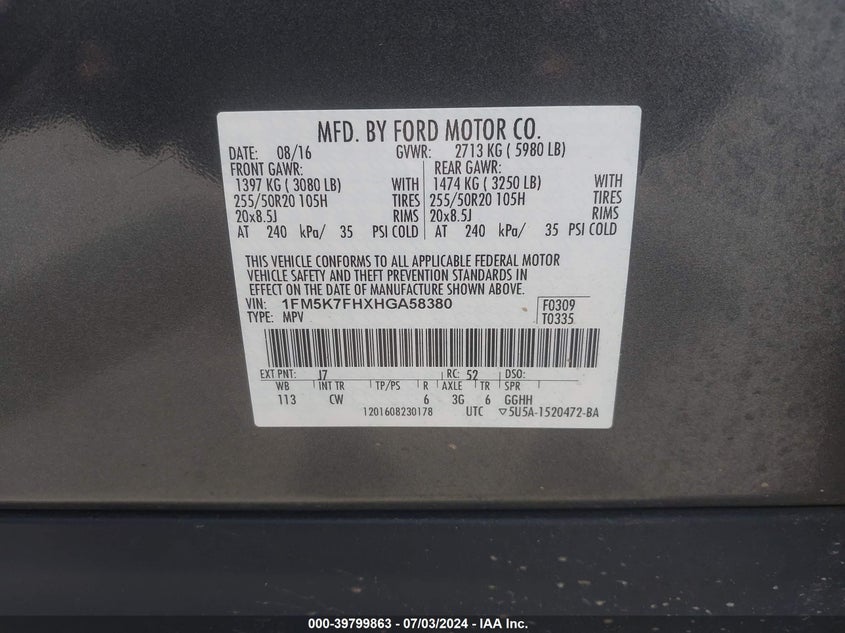 MFD. BY FORD MOTOR CO.
DATE: 08/16 GVWR: 2713 KG ( 5980 LB)
FRONT GAWR: REAR GAWR:
1397 KG ( 3080 LB) WITH 1474 KG ( 3250 LB) WITH
255/50R20 105H TIRES 255/50R20 105H TIRES
20x8.5J RIMS 20x8.5J RIMS
AT 240 kPa/ 35 PSI COLD AT 240 kPa/ 35 PSI COLD
THIS VEHICLE CONFORMS TO ALL APPLICABLE FEDERAL MOTOR
VEHICLE SAFETY AND THEFT PREVENTION STANDARDS IN
EFFECT ON THE DATE OF MANUFACTURE SHOWN ABOVE.
VIN: 1FM5K7FHXHGA58380 F0309
TYPE: MPV T0335
EXT PNT: J7 RC: 52 DSO:
WB INT TR TP/PS R AXLE TR SPR
113 CW 6 3G 6 GGHH
1201608230178 UTC ▽5U5A-1520472-BA
000-39799863 - 07/03/2024 - IAA Inc.